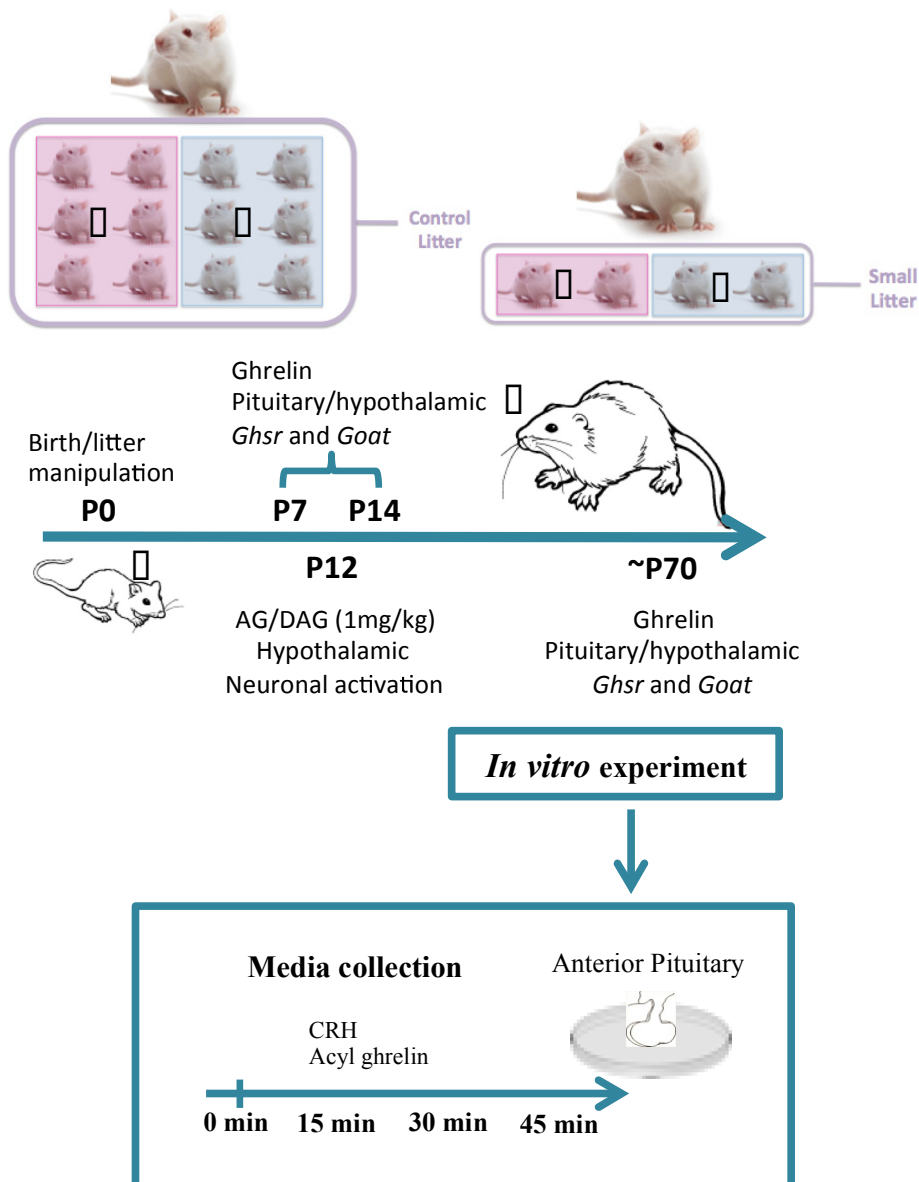 Control
Litter
Small
Litter
Ghrelin
Pituitary/hypothalamic
Ghsr and Goat
Birth/litter
manipulation
P0
P7
P14
P12
~P70
AG/DAG (1mg/kg)
Hypothalamic
Neuronal activation
Ghrelin
Pituitary/hypothalamic
Ghsr and Goat
In vitro experiment
Media collection
Anterior Pituitary
CRH
Acyl ghrelin
0 min
15 min
30 min
45 min